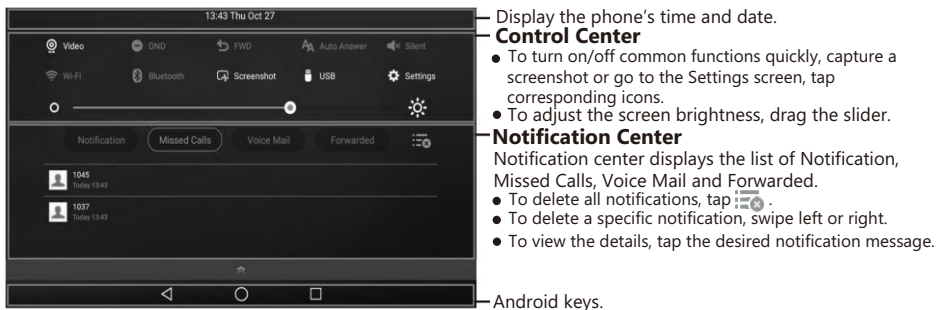 13:43 Thu Oct 27
Video DND FWD Auto Answer Silent
Wi-Fi Bluetooth Screenshot USB Settings
Notification Missed Calls Voice Mail Forwarded
1045
Today 13:43
1037
Today 13:43
Display the phone's time and date.
Control Center
● To turn on/off common functions quickly, capture a
screenshot or go to the Settings screen, tap
corresponding icons.
● To adjust the screen brightness, drag the slider.
Notification Center
Notification center displays the list of Notification,
Missed Calls, Voice Mail and Forwarded.
● To delete all notifications, tap .
● To delete a specific notification, swipe left or right.
● To view the details, tap the desired notification message.
Android keys.